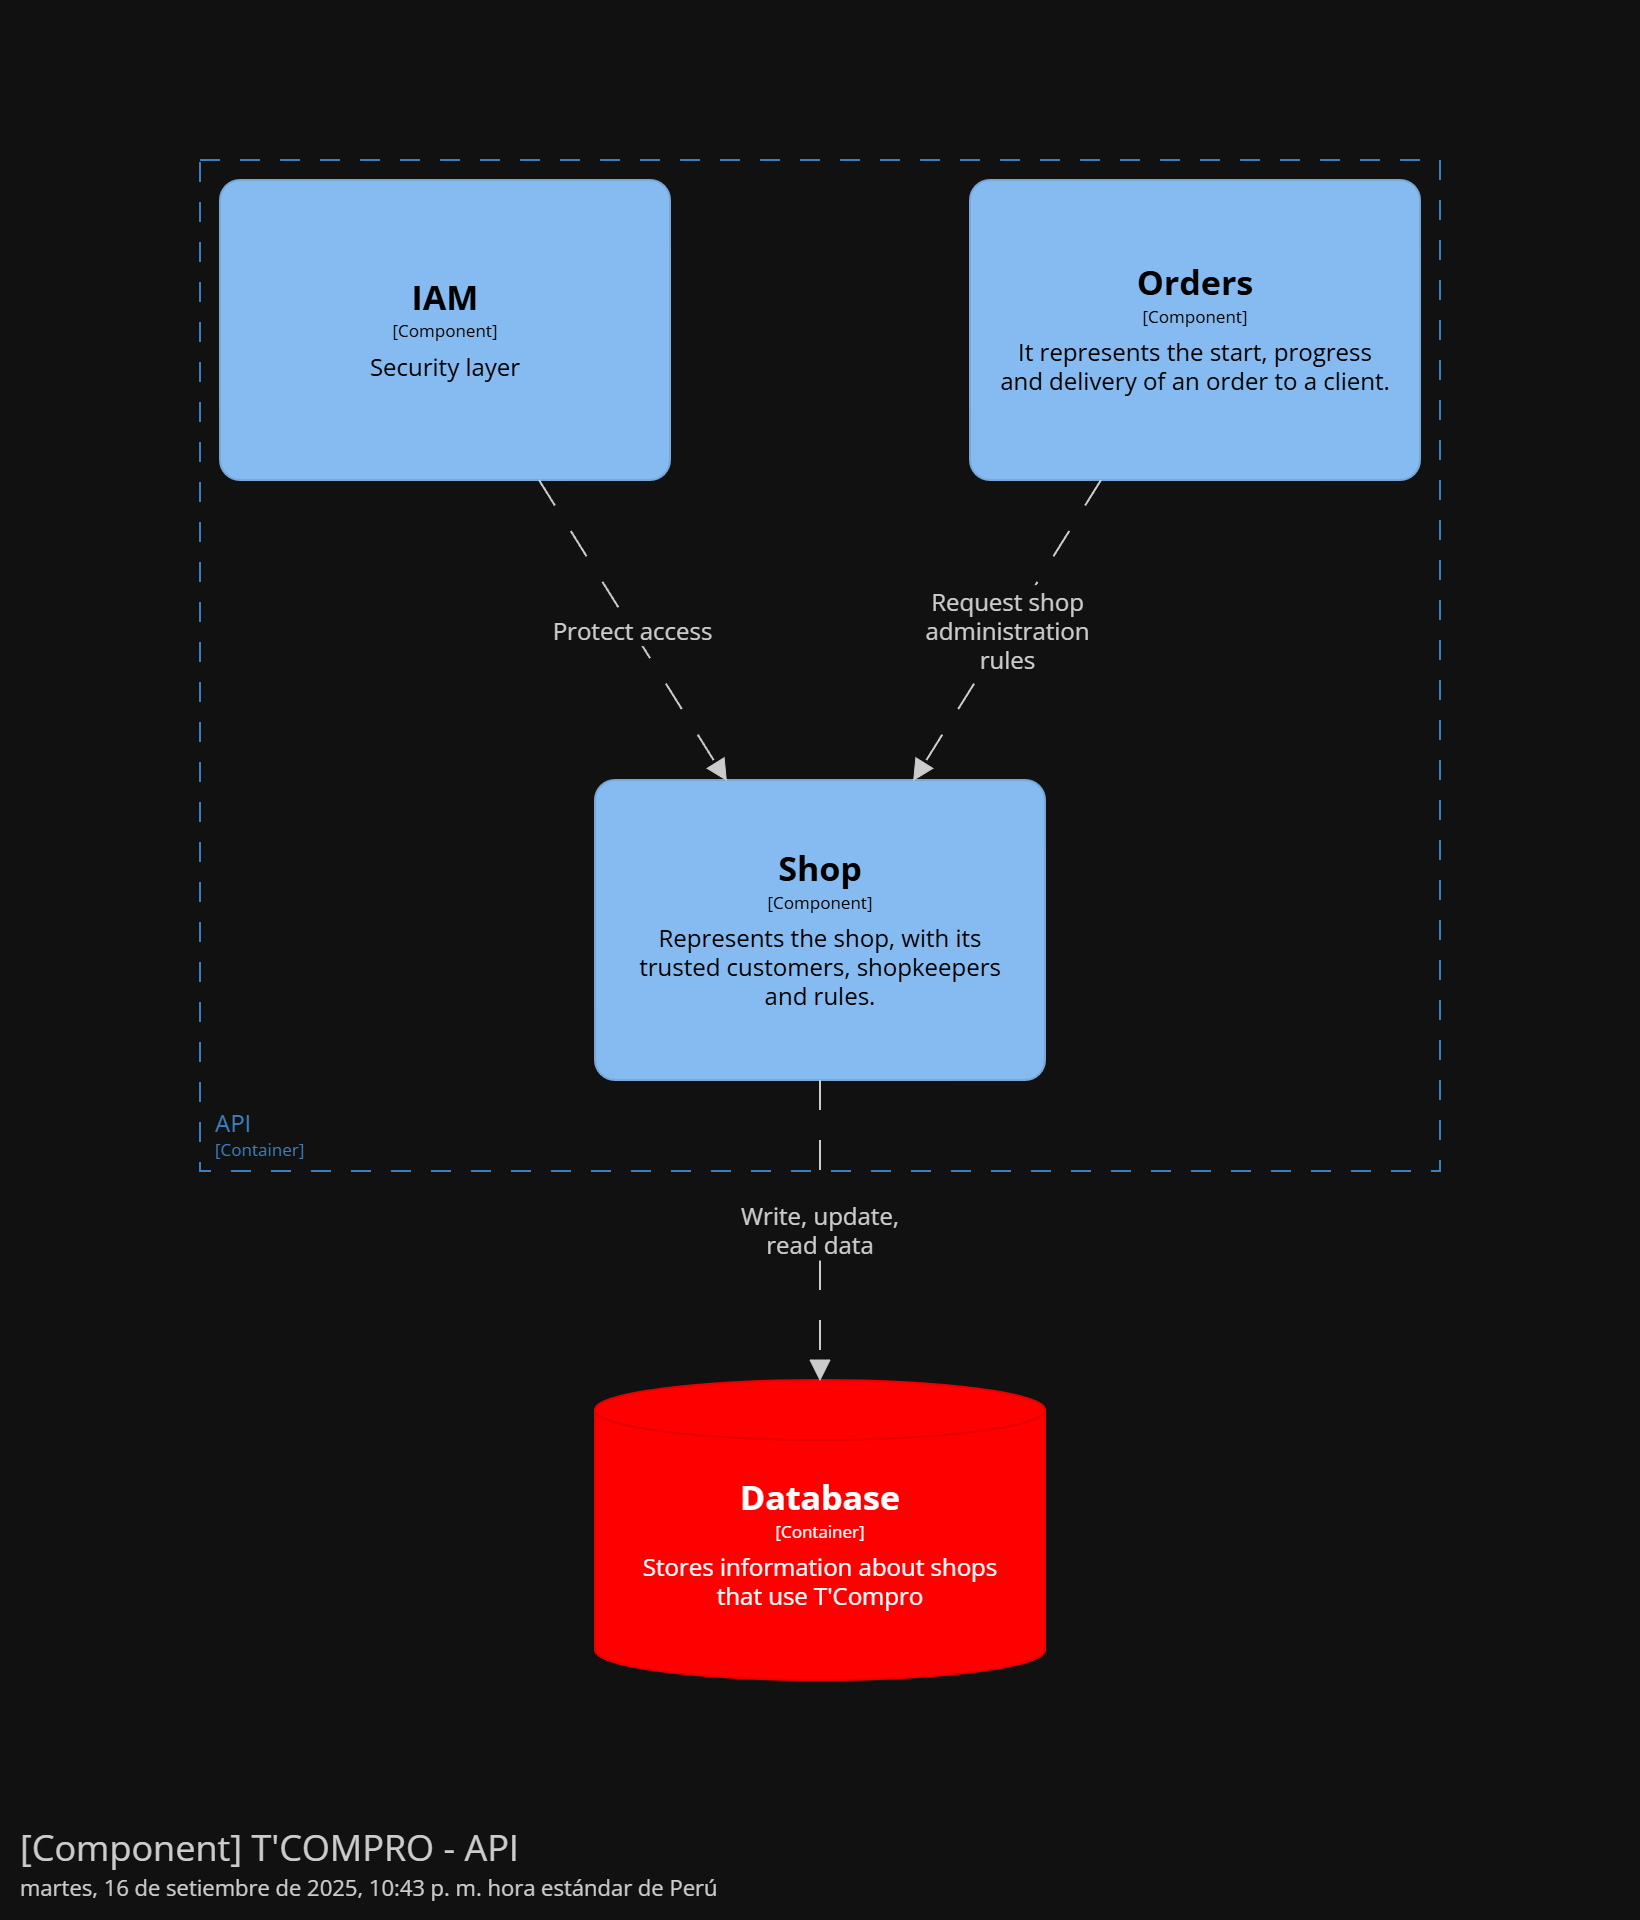 IAM
[Component]
Security layer
Orders
[Component]
It represents the start, progress
and delivery of an order to a client.
Protect access
Request shop
administration
rules
Shop
[Component]
Represents the shop, with its
trusted customers, shopkeepers
and rules.
API
[Container]
Write, update,
read data
Database
[Container]
Stores information about shops
that use T'Compro
[Component] T'COMPRO - API
martes, 16 de setiembre de 2025, 10:43 p. m. hora estándar de Perú